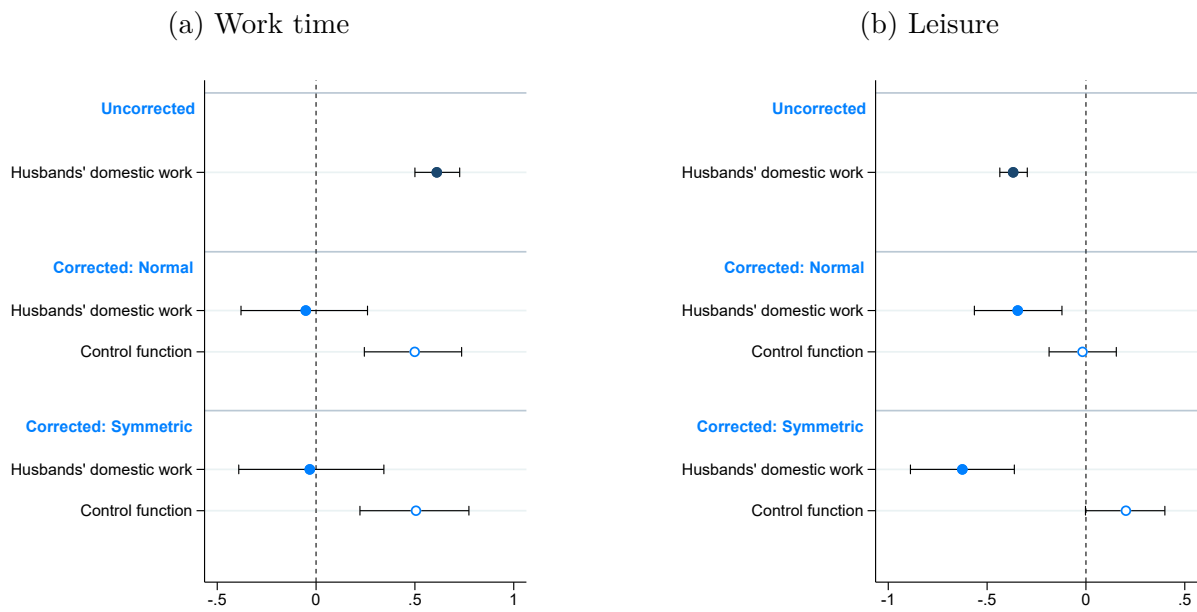 (a) Work time
Uncorrected
Husbands' domestic work
Corrected: Normal
Husbands' domestic work
Control function
Corrected: Symmetric
Husbands' domestic work
Control function
-.5 0 .5 1
(b) Leisure
Uncorrected
Husbands' domestic work
Corrected: Normal
Husbands' domestic work
Control function
Corrected: Symmetric
Husbands' domestic work
Control function
-1 -.5 0 .5